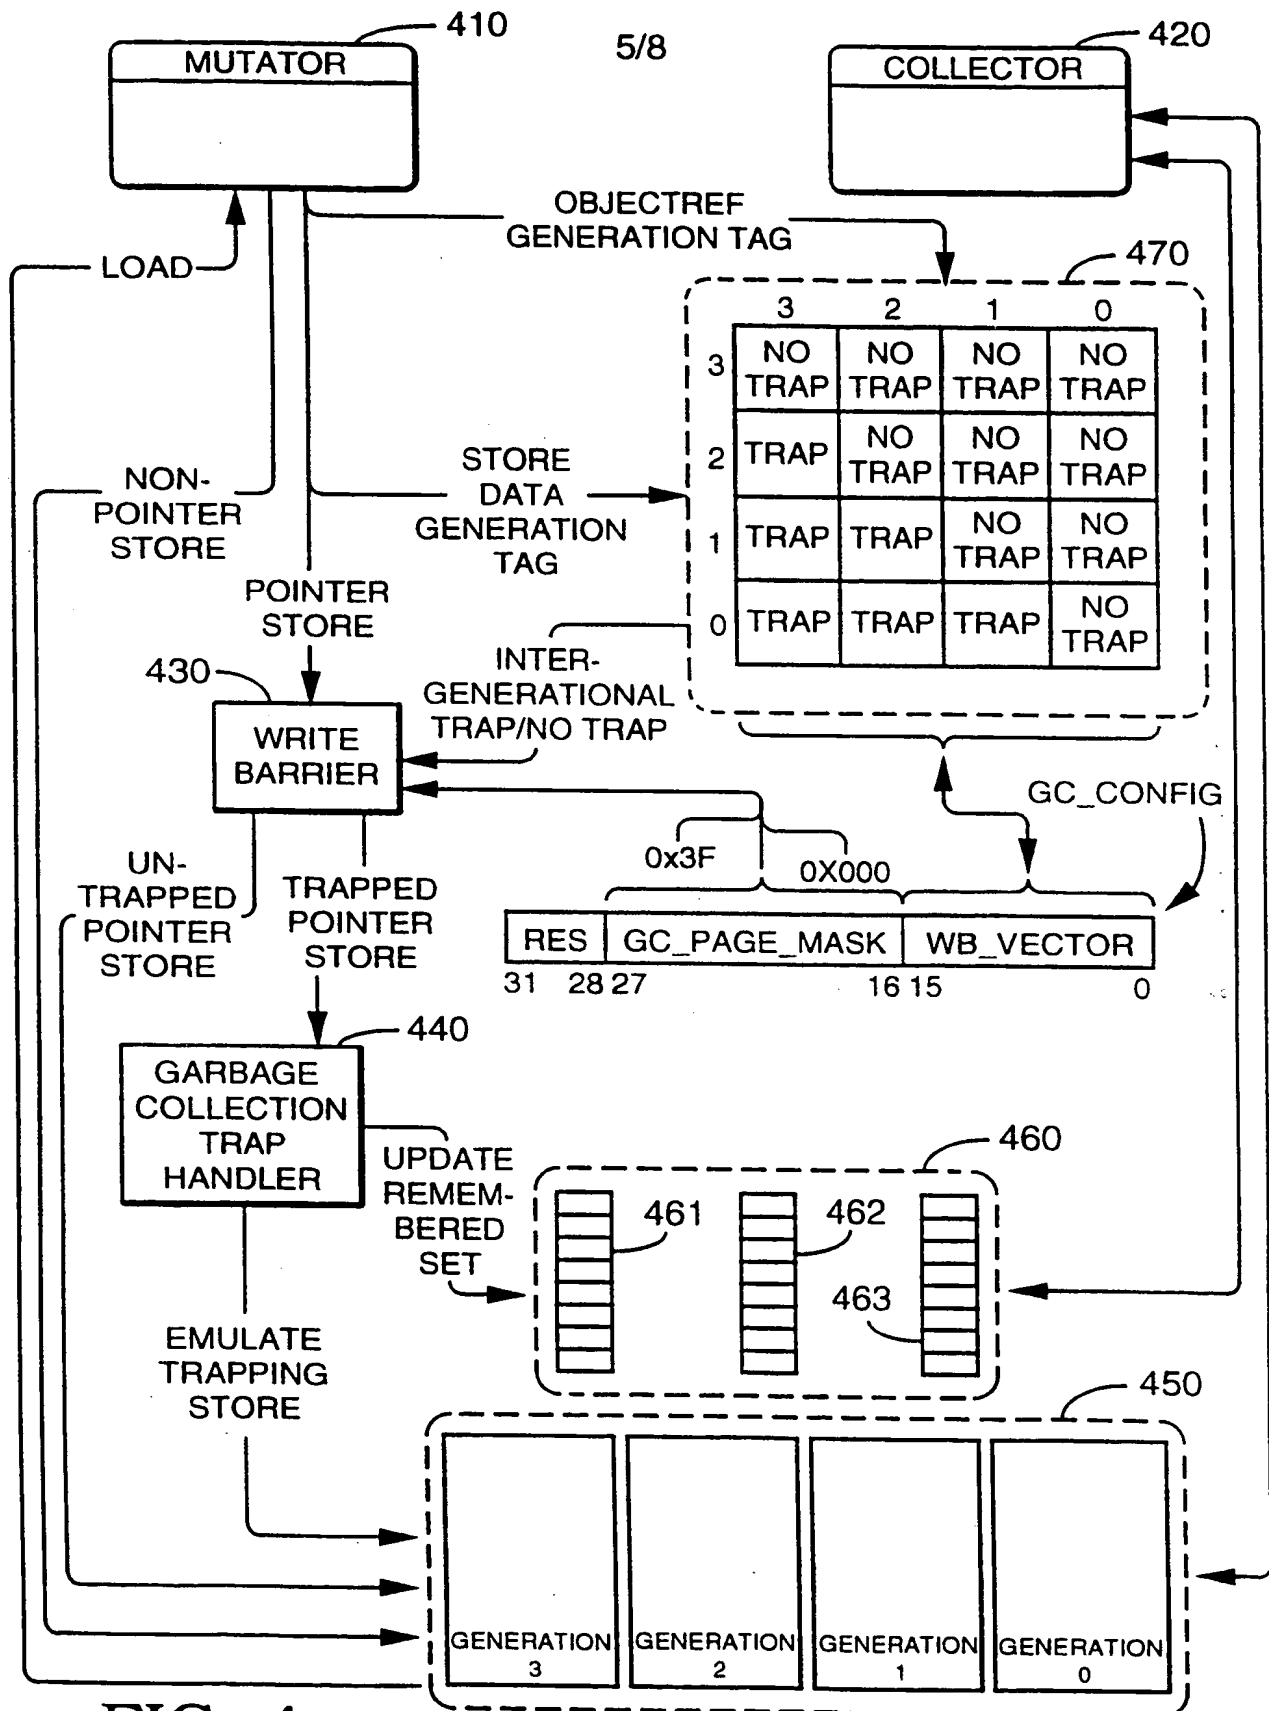 410
5/8
420
MUTATOR
COLLECTOR
OBJECTREF
GENERATION TAG
LOAD
470
3 2 1 0
3 NO TRAP NO TRAP NO TRAP NO TRAP
2 TRAP NO TRAP NO TRAP NO TRAP
1 TRAP TRAP NO TRAP NO TRAP
0 TRAP TRAP TRAP NO TRAP
NON-
POINTER
STORE
STORE
DATA
GENERATION
TAG
POINTER
STORE
INTER-
GENERATIONAL
TRAP/NO TRAP
430
WRITE
BARRIER
GC_CONFIG
0x3F
0X000
UN-
TRAPPED
POINTER
STORE
TRAPPED
POINTER
STORE
RES GC_PAGE_MASK WB_VECTOR
31 28 27 16 15 0
440
GARBAGE
COLLECTION
TRAP
HANDLER
UPDATE
REMEM-
BERED
SET
460
461
462
463
EMULATE
TRAPPING
STORE
450
GENERATION
3
GENERATION
2
GENERATION
1
GENERATION
0